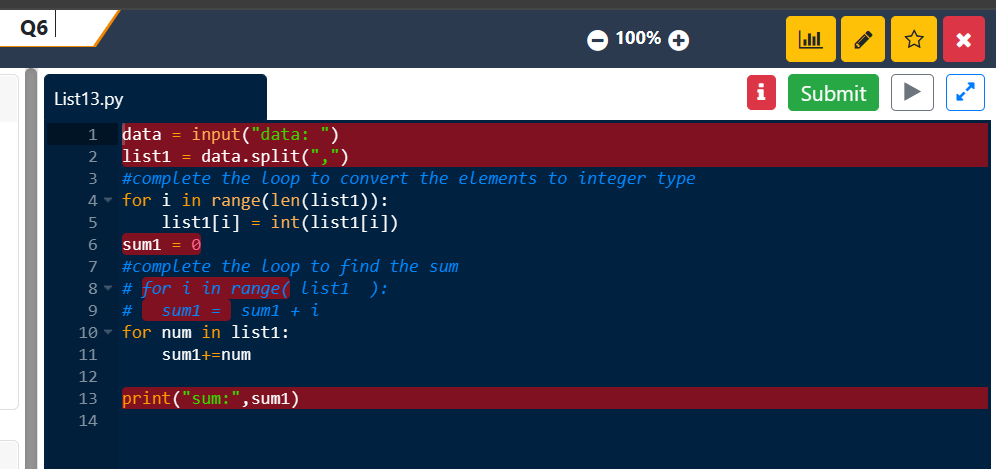 Q6
100%
List13.py
Submit
1 data = input("data: ")
2 list1 = data.split(",")
3 #complete the loop to convert the elements to integer type
4 for i in range(len(list1)):
5     list1[i] = int(list1[i])
6 sum1 = 0
7 #complete the loop to find the sum
8 # for i in range( list1  ):
9 #   sum1 =  sum1 + i
10 for num in list1:
11     sum1+=num
12
13 print("sum:",sum1)
14